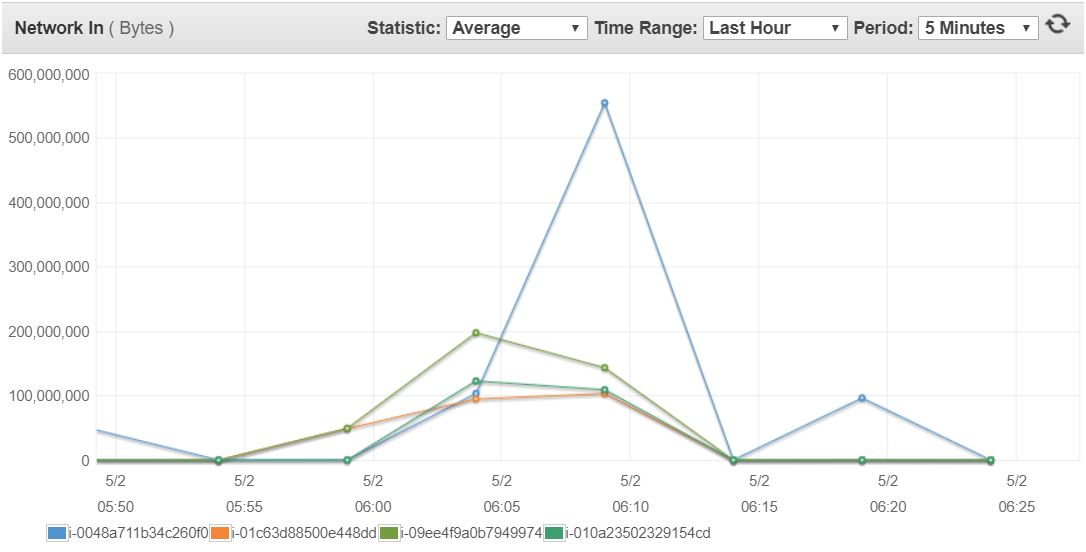 Network In ( Bytes ) Statistic: Average Time Range: Last Hour Period: 5 Minutes
600,000,000
500,000,000
400,000,000
300,000,000
200,000,000
100,000,000
0
5/2 5/2 5/2 5/2 5/2 5/2 5/2 5/2
05:50 05:55 06:00 06:05 06:10 06:15 06:20 06:25
i-0048a711b34c260f0 i-01c63d88500e448dd i-09ee4f9a0b7949974 i-010a23502329154cd